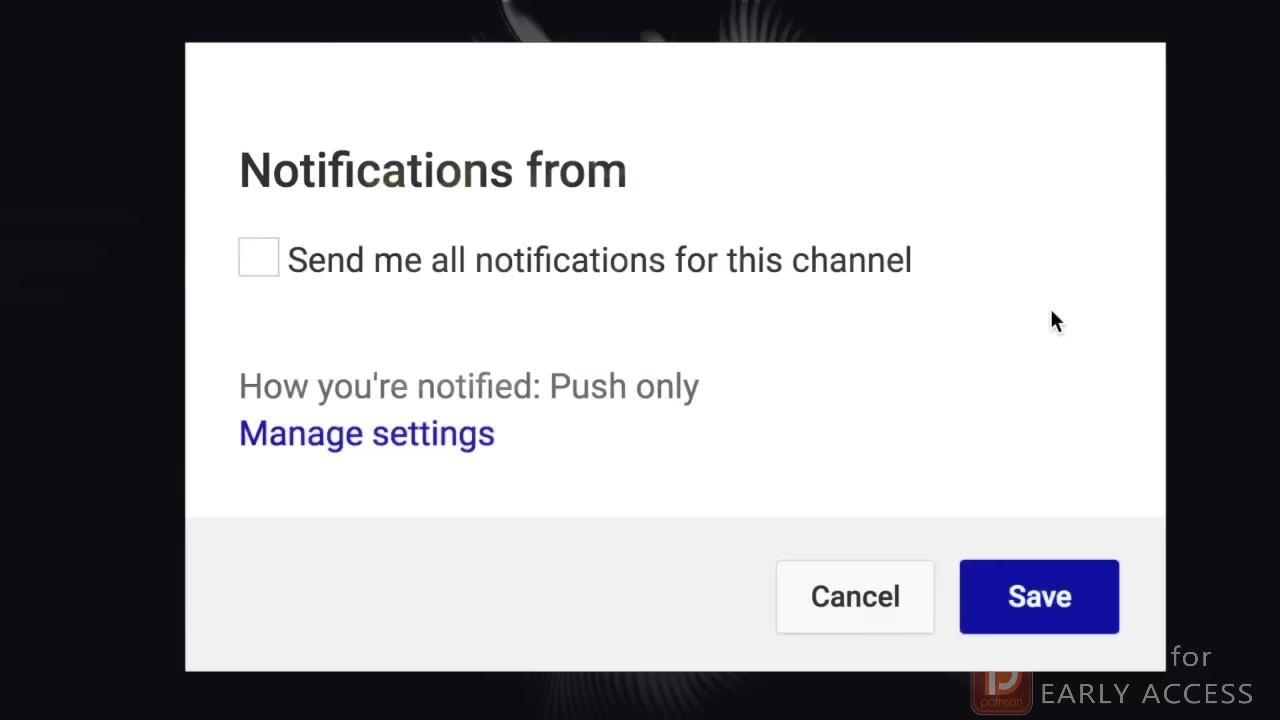 Notifications from
Send me all notifications for this channel
How you're notified: Push only
Manage settings
Cancel Save
for
patreon
EARLY ACCESS